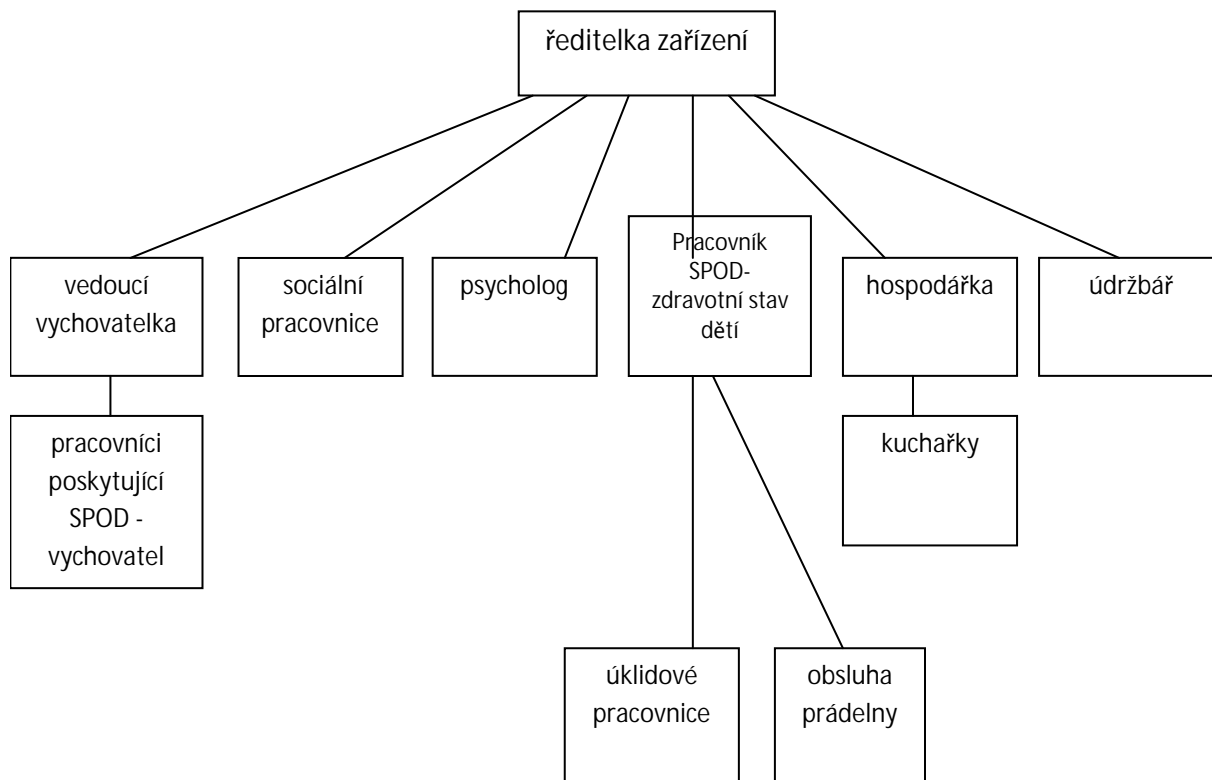 ředitelka zařízení
vedoucí
vychovatelka
sociální
pracovnice
psycholog
Pracovník
SPOD-
zdravotní stav
dětí
hospodářka
údržbář
pracovníci
poskytující
SPOD -
vychovatel
kuchařky
úklidové
pracovnice
obsluha
prádelny